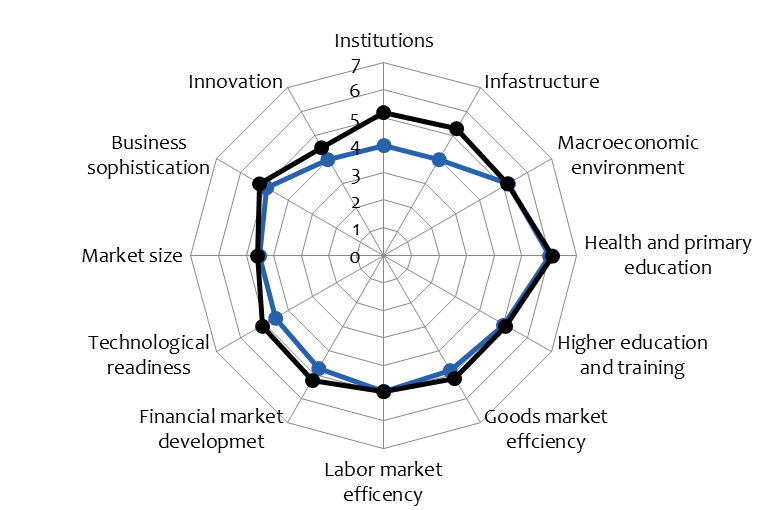 Institutions
Infastructure
Macroeconomic
environment
Health and primary
education
Higher education
and training
Goods market
effciency
Labor market
efficency
Financial market
developmet
Technological
readiness
Market size
Business
sophistication
Innovation
7
6
5
4
3
2
1
0